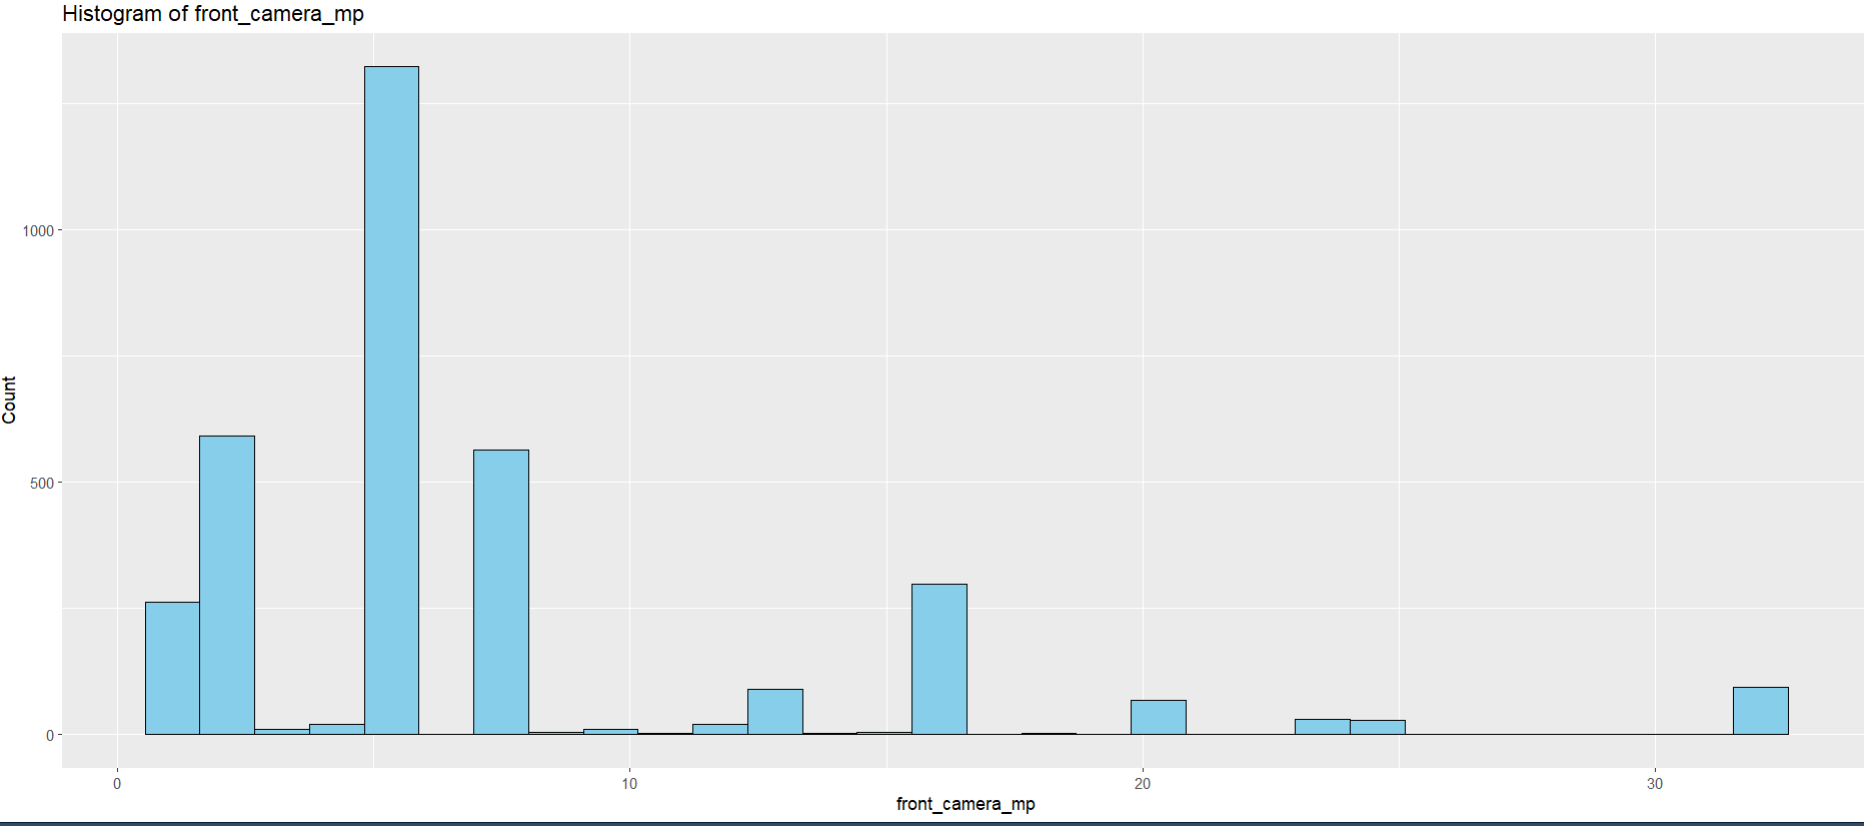 Histogram of front_camera_mp
1000
500
0
Count
0 10 20 30
front_camera_mp